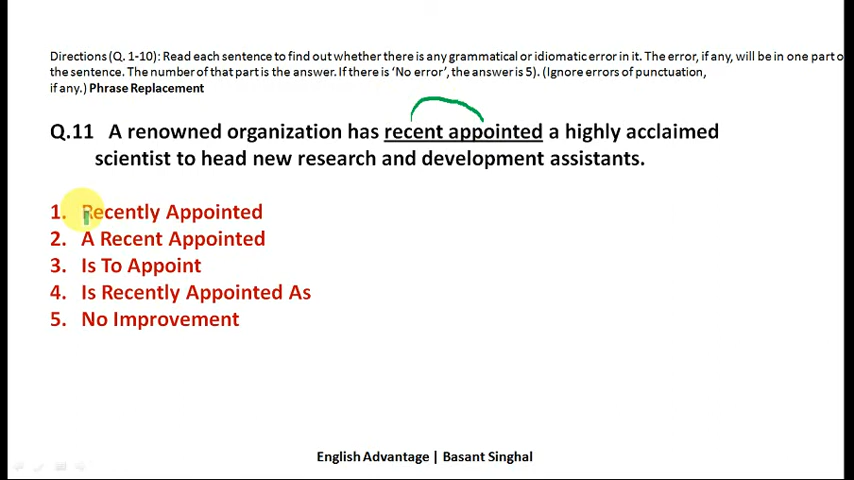 Directions (Q. 1-10): Read each sentence to find out whether there is any grammatical or idiomatic error in it. The error, if any, will be in one part o
the sentence. The number of that part is the answer. If there is 'No error', the answer is 5). (Ignore errors of punctuation,
if any.) Phrase Replacement
Q.11 A renowned organization has recent appointed a highly acclaimed
scientist to head new research and development assistants.
1. Recently Appointed
2. A Recent Appointed
3. Is To Appoint
4. Is Recently Appointed As
5. No Improvement
English Advantage | Basant Singhal